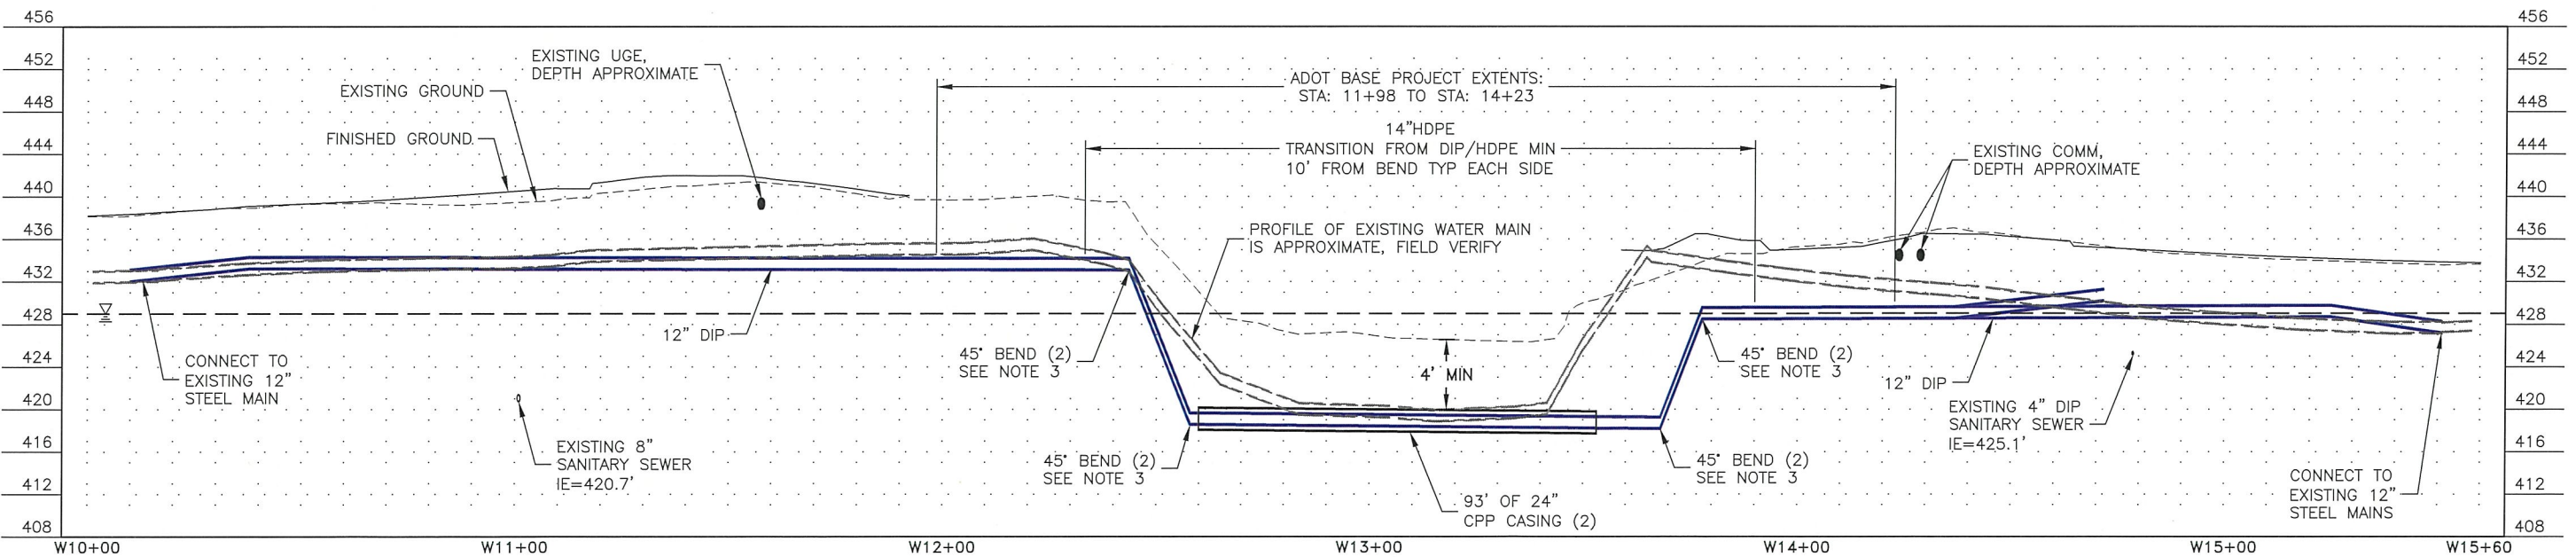 456
456
452
EXISTING UGE,
DEPTH APPROXIMATE
ADOT BASE PROJECT EXTENTS:
STA: 11+98 TO STA: 14+23
452
448
EXISTING GROUND
448
444
FINISHED GROUND
14"HDPE
TRANSITION FROM DIP/HDPE MIN
10' FROM BEND TYP EACH SIDE
EXISTING COMM,
DEPTH APPROXIMATE
444
440
440
436
PROFILE OF EXISTING WATER MAIN
IS APPROXIMATE, FIELD VERIFY
436
432
432
428
12" DIP
428
424
CONNECT TO
EXISTING 12"
STEEL MAIN
45° BEND (2)
SEE NOTE 3
4' MIN
45° BEND (2)
SEE NOTE 3
12" DIP
424
420
EXISTING 4" DIP
SANITARY SEWER
IE=425.1'
420
416
EXISTING 8"
SANITARY SEWER
IE=420.7'
45° BEND (2)
SEE NOTE 3
45° BEND (2)
SEE NOTE 3
416
412
93' OF 24"
CPP CASING (2)
CONNECT TO
EXISTING 12"
STEEL MAINS
412
408
408
W10+00
W11+00
W12+00
W13+00
W14+00
W15+00
W15+60